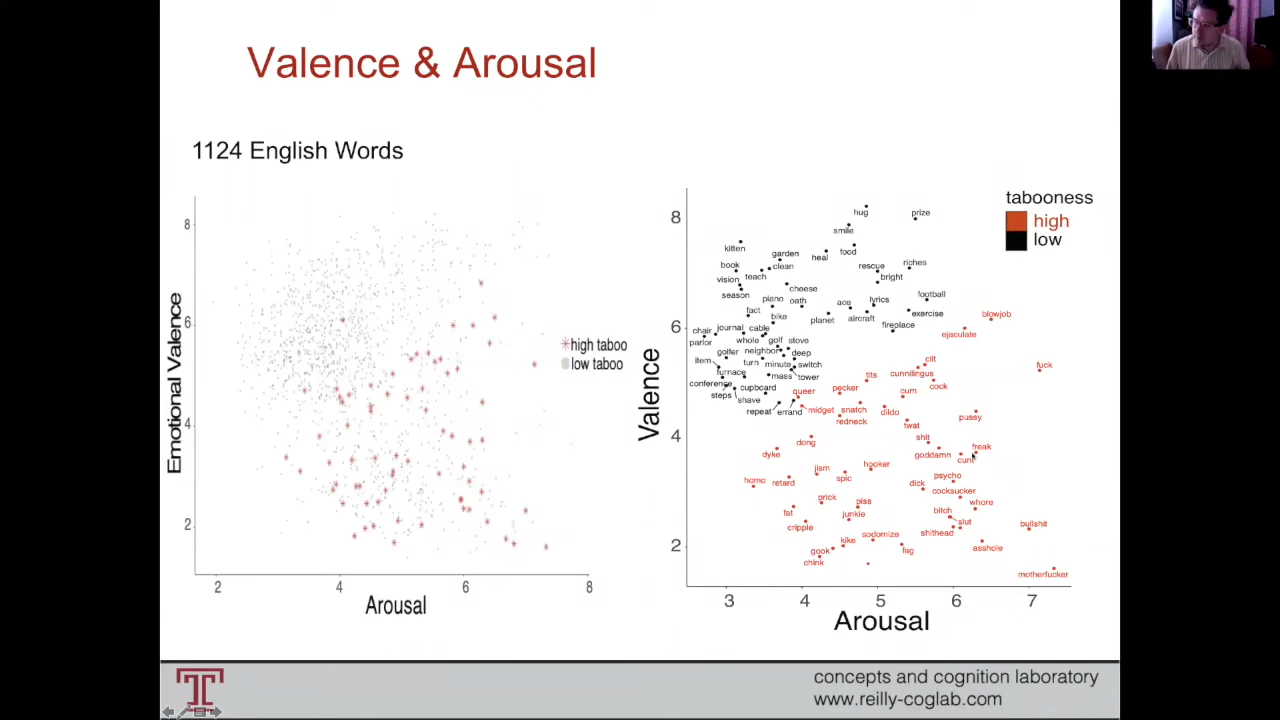 Valence & Arousal
1124 English Words
Emotional Valence
8
6
4
2
2
4
6
8
Arousal
high taboo
low taboo
Valence
8
6
4
2
3
4
5
6
7
Arousal
tabooness
high
low
hug
prize
smile
kitten
garden
heal
food
book
clean
rescue
riches
vision
teach
bright
season
cheese
piano
oath
ace
lyrics
football
fact
bike
planet
aircraft
exercise
chair
journal
cable
fireplace
parlor
whole
golf
stove
golfer
neighbor
deep
item
turn
minute
switch
furnace
mass
tower
conference
cupboard
steps
shave
repeat
errand
blowjob
ejaculate
clit
fuck
tits
cunnilingus
queer
pecker
cock
cum
midget
snatch
dildo
redneck
pussy
twat
dong
shit
freak
dyke
goddamn
cunt
jism
hooker
homo
retard
spic
psycho
dick
cocksucker
prick
piss
whore
fat
junkie
bitch
cripple
slut
bullshit
sodomize
shithead
kike
gook
fag
asshole
chink
motherfucker
T
concepts and cognition laboratory
www.reilly-coglab.com